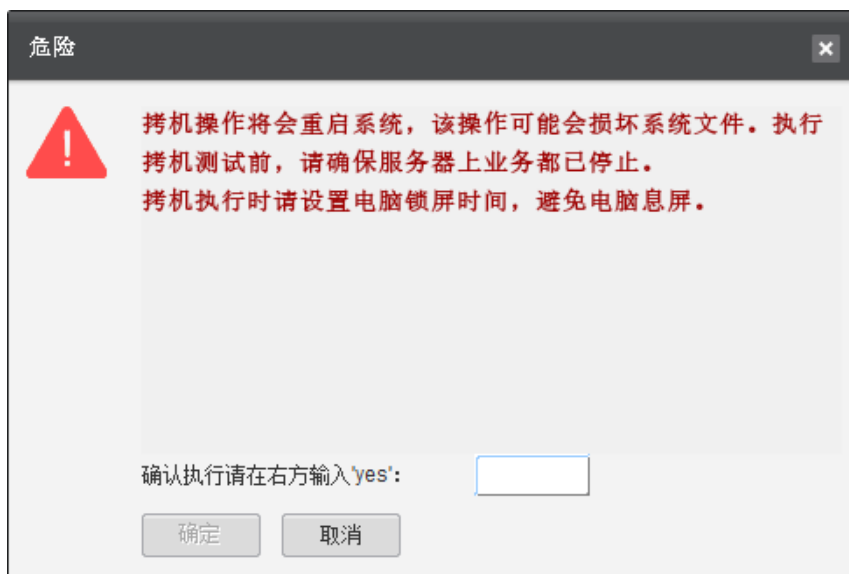 危险
拷机操作将会重启系统，该操作可能会损坏系统文件。执行
拷机测试前，请确保服务器上业务都已停止。
拷机执行时请设置电脑锁屏时间，避免电脑息屏。
确认执行请在右方输入'yes'：
确定 取消